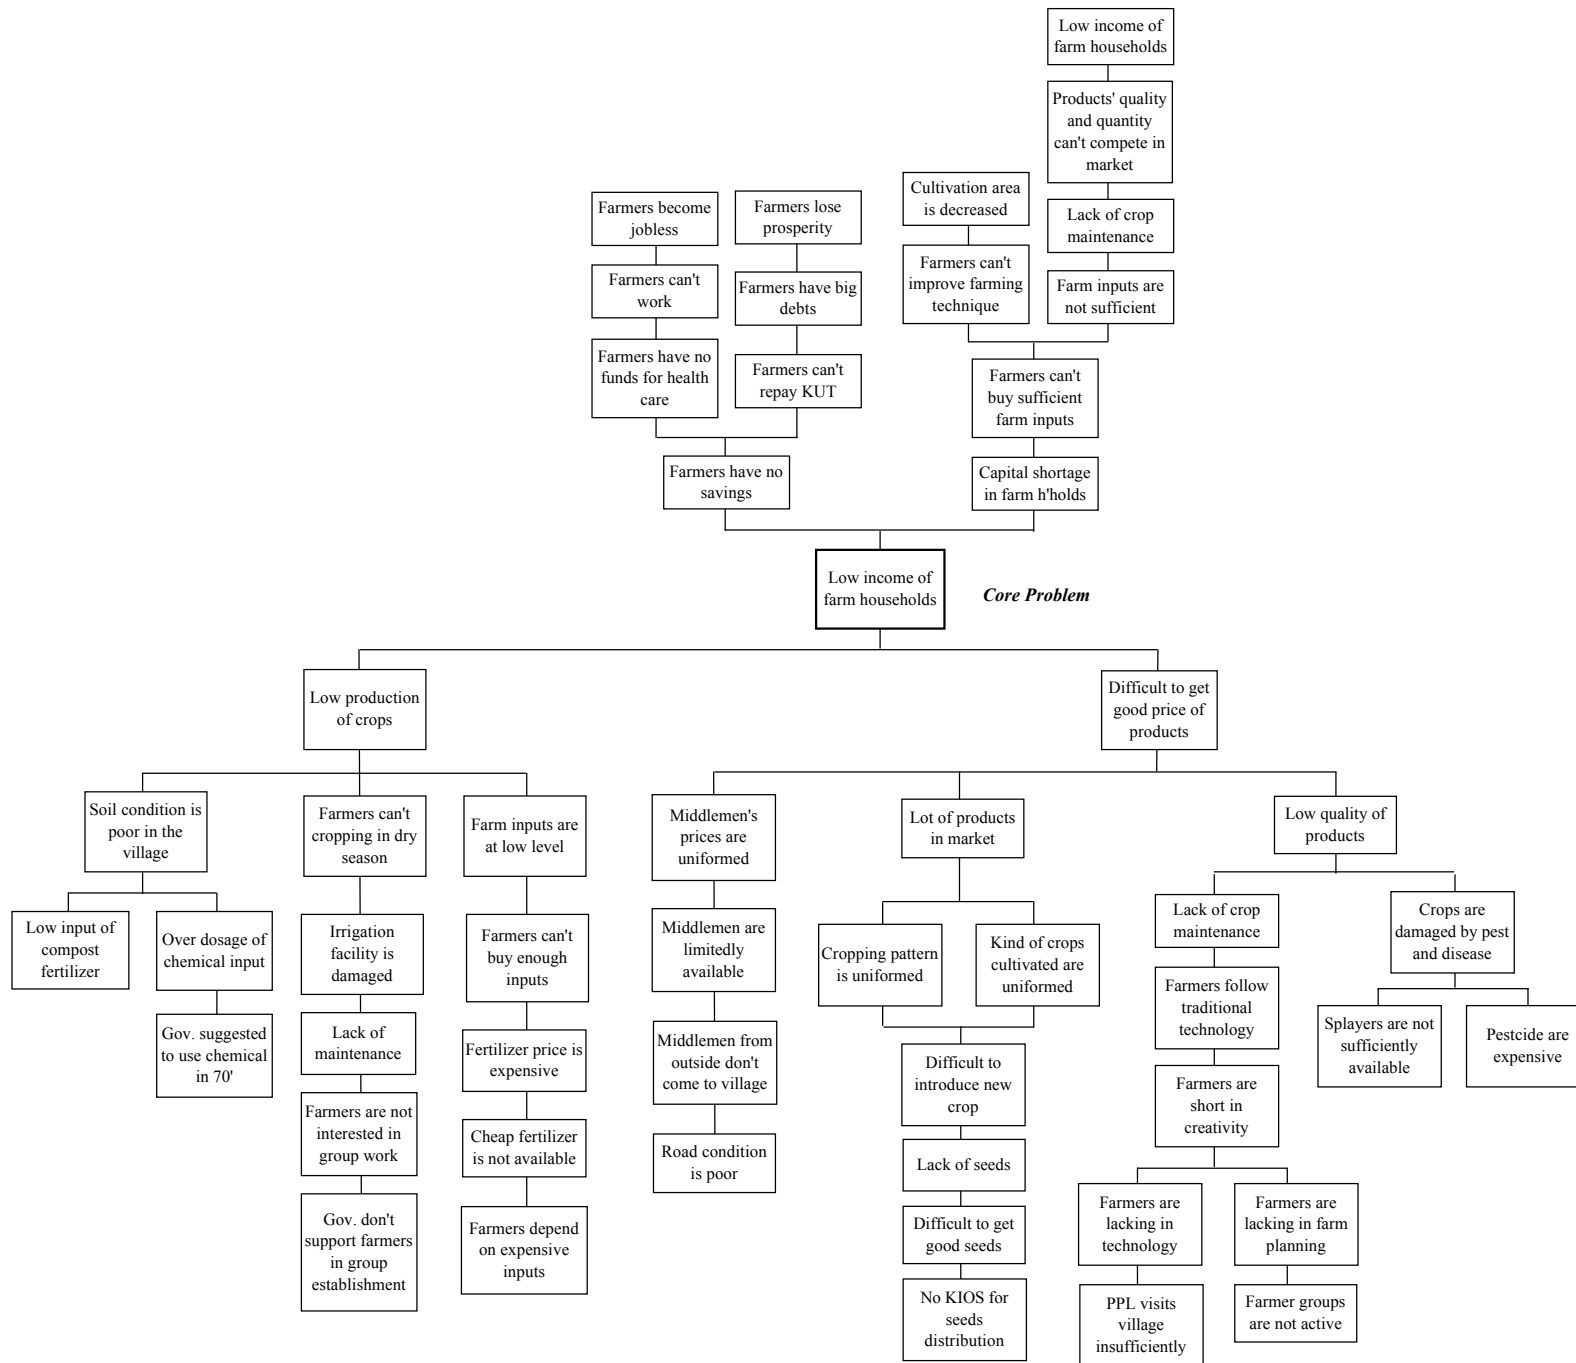 Low income of
farm households
Products' quality
and quantity
can't compete in
market
Cultivation area
is decreased
Farmers become
jobless
Farmers lose
prosperity
Lack of crop
maintenance
Farmers can't
work
Farmers have big
debts
Farmers can't
improve farming
technique
Farm inputs are
not sufficient
Farmers have no
funds for health
care
Farmers can't
repay KUT
Farmers can't
buy sufficient
farm inputs
Farmers have no
savings
Capital shortage
in farm h'holds
Low income of
farm households
Core Problem
Low production
of crops
Difficult to get
good price of
products
Soil condition is
poor in the
village
Farmers can't
cropping in dry
season
Farm inputs are
at low level
Middlemen's
prices are
uniformed
Lot of products
in market
Low quality of
products
Low input of
compost
fertilizer
Over dosage of
chemical input
Irrigation
facility is
damaged
Farmers can't
buy enough
inputs
Middlemen are
limitedly
available
Cropping pattern
is uniformed
Kind of crops
cultivated are
uniformed
Lack of crop
maintenance
Crops are
damaged by pest
and disease
Gov. suggested
to use chemical
in 70'
Lack of
maintenance
Fertilizer price is
expensive
Middlemen from
outside don't
come to village
Difficult to
introduce new
crop
Farmers follow
traditional
technology
Splayers are not
sufficiently
available
Pestcide are
expensive
Farmers are not
interested in
group work
Cheap fertilizer
is not available
Road condition
is poor
Lack of seeds
Farmers are
short in
creativity
Gov. don't
support farmers
in group
establishment
Farmers depend
on expensive
inputs
Difficult to get
good seeds
Farmers are
lacking in
technology
Farmers are
lacking in farm
planning
No KIOS for
seeds
distribution
PPL visits
village
insufficiently
Farmer groups
are not active